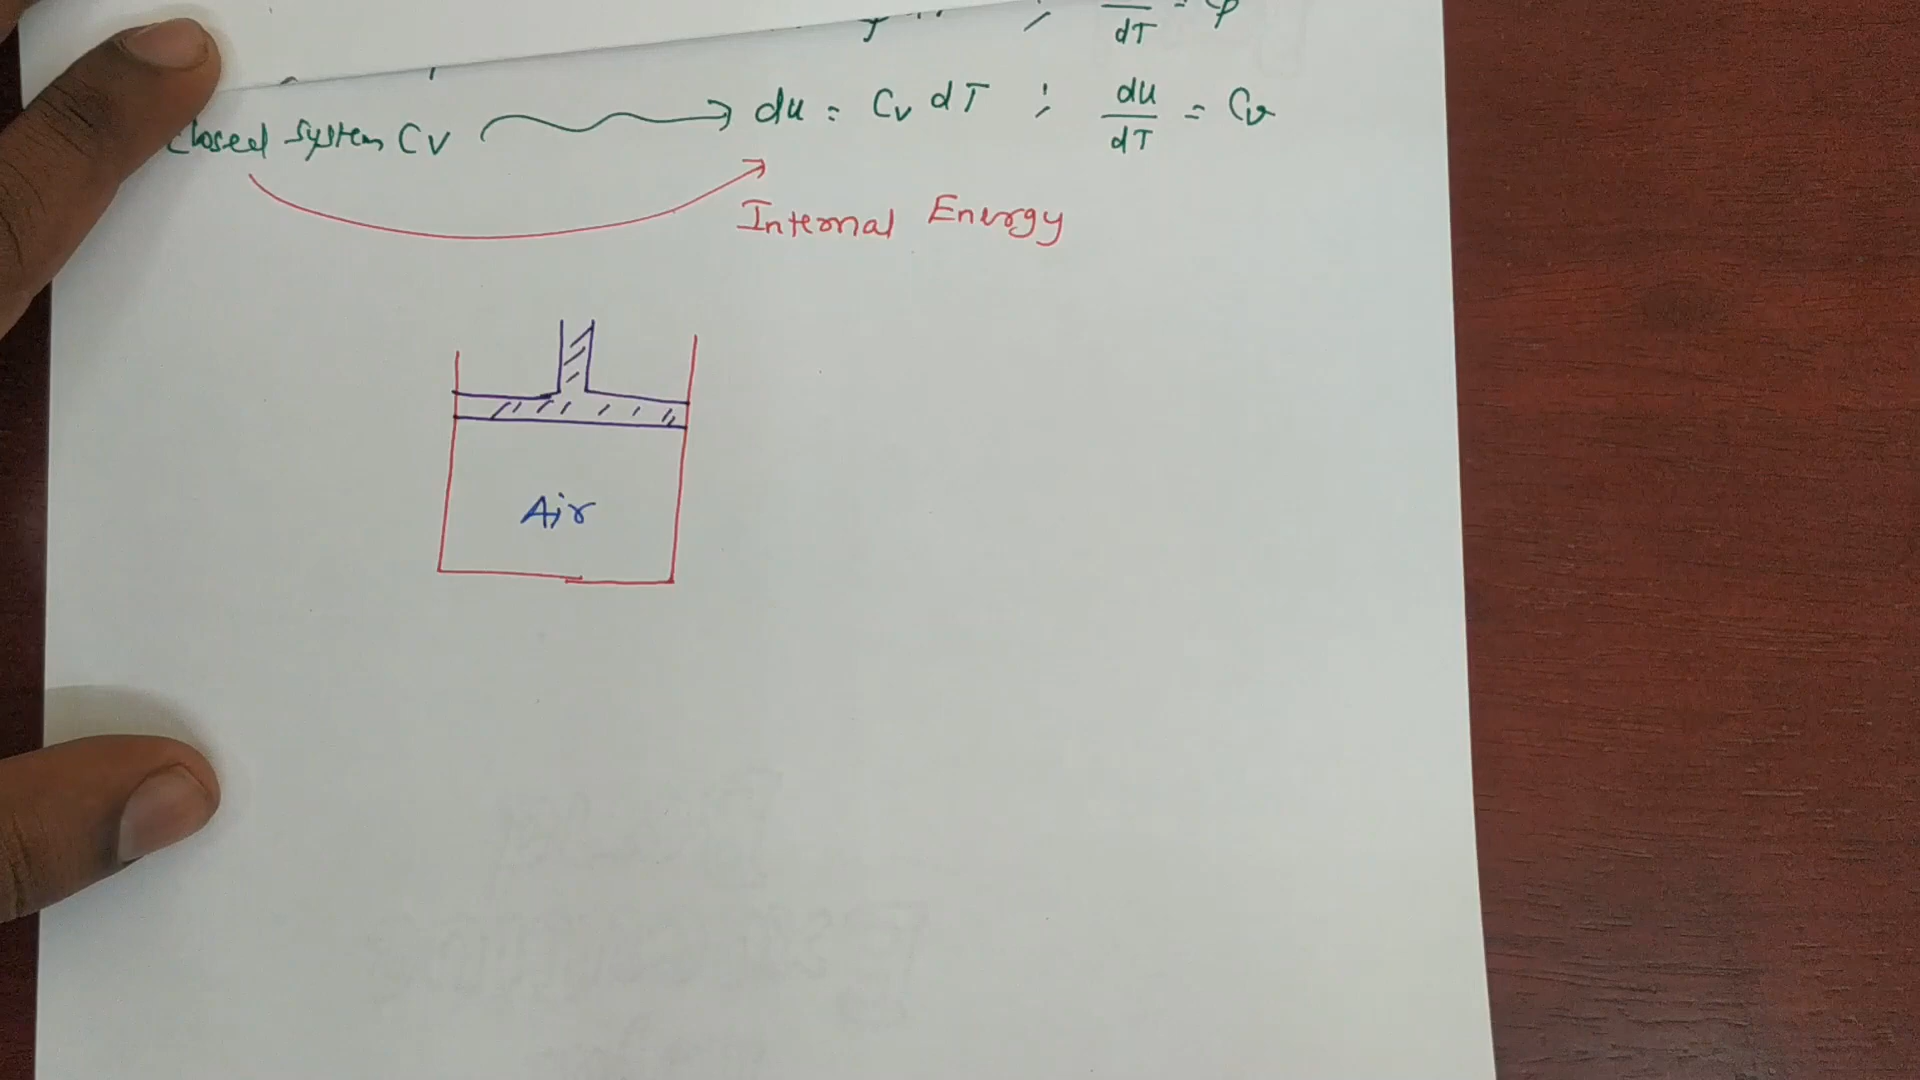 dT
du = Cv dT ; du/dT = Cv
Closed system CV
Internal Energy
Air